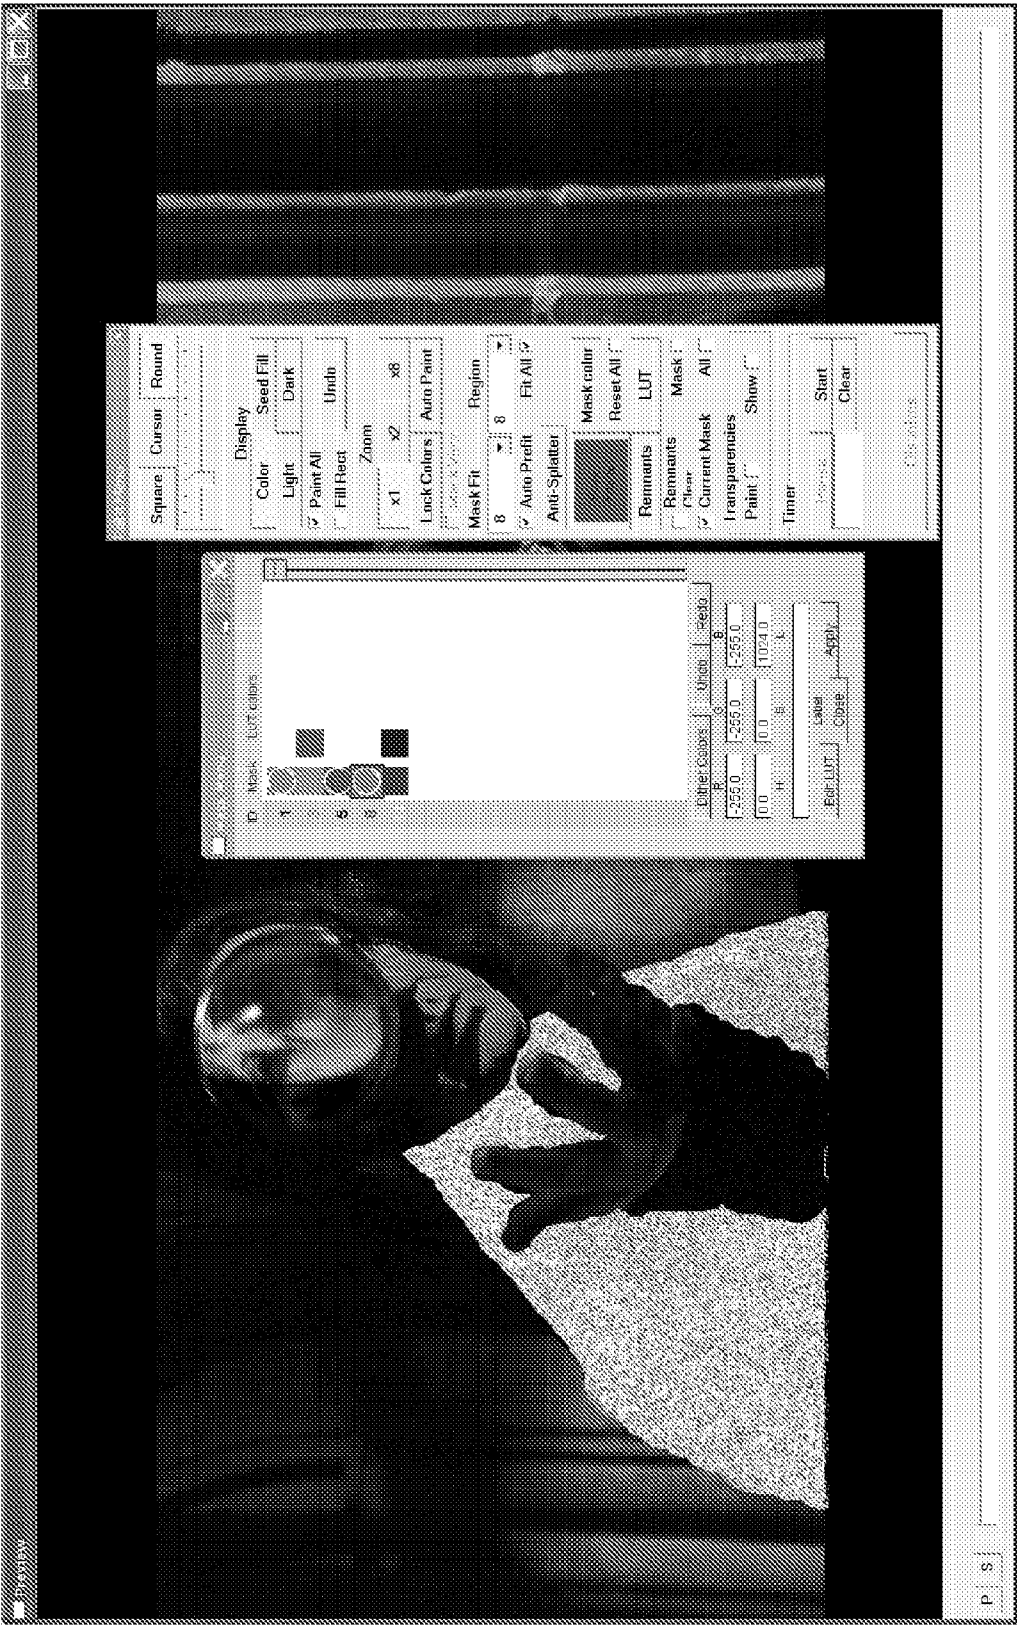 Preview
Square Cursor Round
Display
Color Seed Fill
Light Dark
Paint All
Fill Rect Undo
Zoom
x1 x2 x8
Lock Colors Auto Paint
Mask Fit Region
8 8
Auto Prefit Fit All
Anti-Splatter
Mask color
Reset All
Remnants LUT
Remnants Mask
Clear
Current Mask All
Transparencies
Paint Show
Timer
Start
Clear
ID Mask LUT colors
1
5
6
Dither Colors Undo Redo
R G B
-255.0 -255.0 -255.0
0.0 0.0 1024.0
H S L
Label
Edit LUT Close Apply
P S